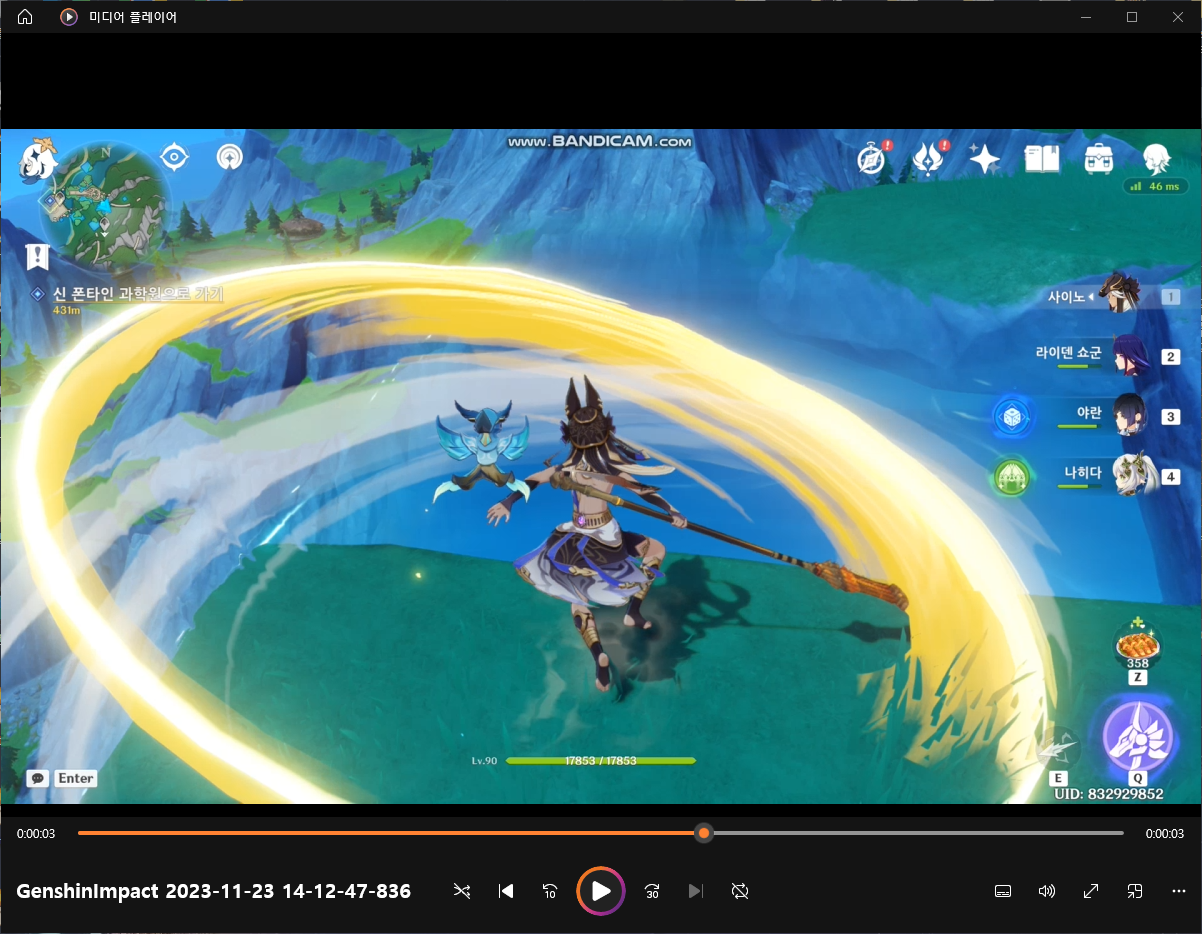 미디어 플레이어
www.BANDICAM.com
N
46 ms
신 폰타인 과학원으로 가기
431m
사이노
1
라이덴 쇼군
2
야란
3
나히다
4
358
Z
Lv.90
17853 / 17853
Enter
E
Q
UID: 832929852
0:00:03
0:00:03
GenshinImpact 2023-11-23 14-12-47-836
10
30